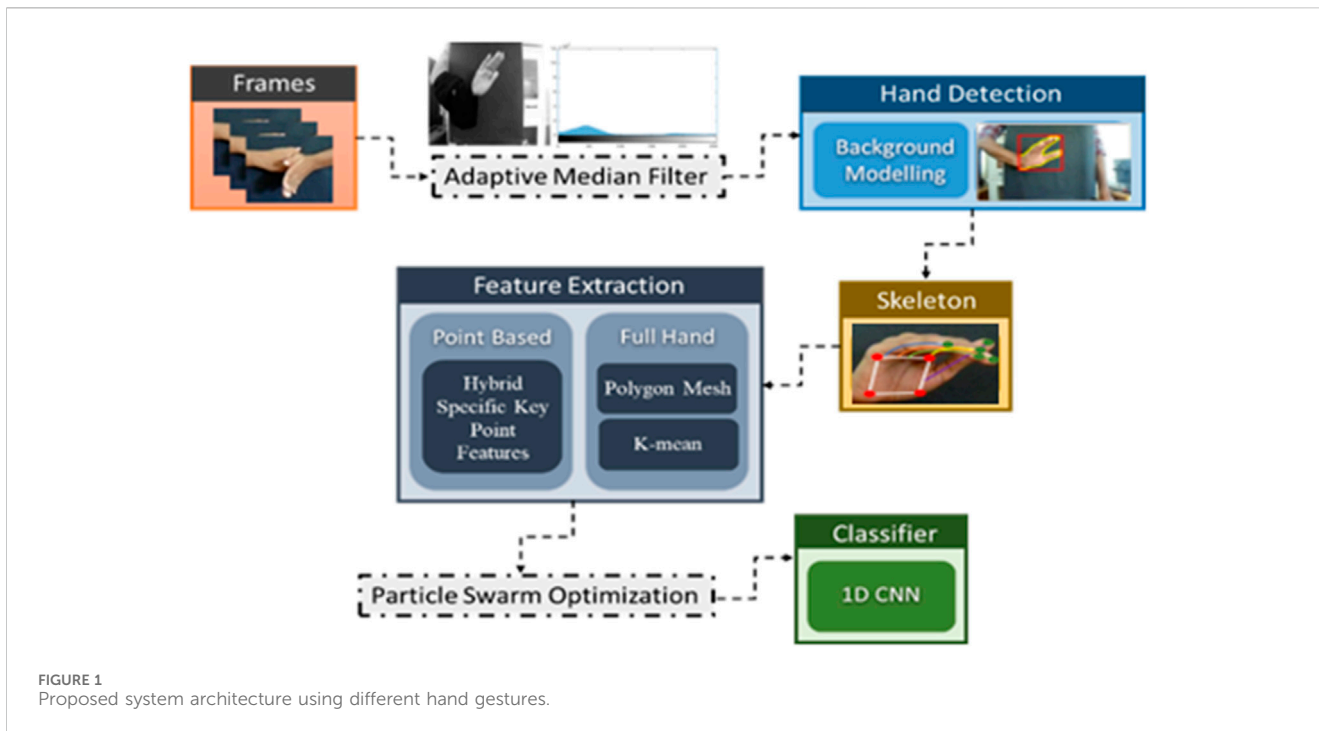 Frames
Adaptive Median Filter
Hand Detection
Background
Modelling
Skeleton
Feature Extraction
Point Based
Hybrid
Specific Key
Point
Features
Full Hand
Polygon Mesh
K-mean
Particle Swarm Optimization
Classifier
1D CNN
FIGURE 1
Proposed system architecture using different hand gestures.